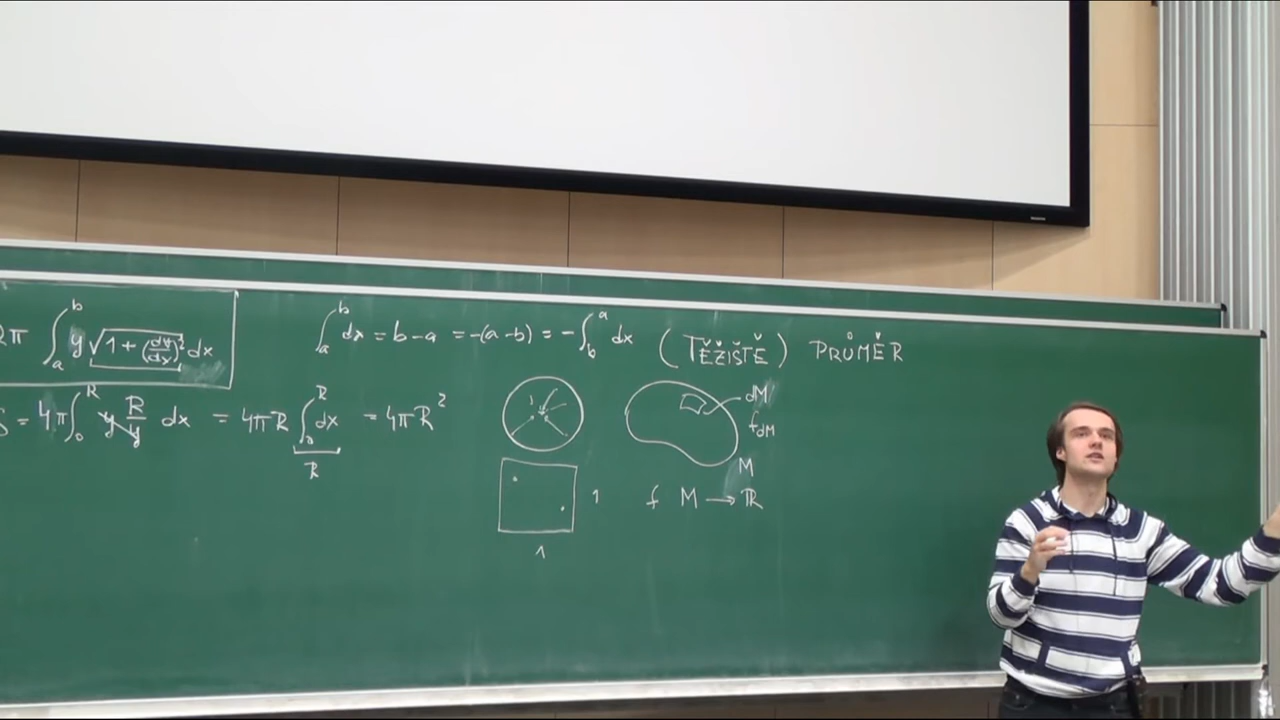 2π ∫_a^b y √(1 + (dy/dx)²) dx
∫_a^b dx = b - a = -(a - b) = - ∫_b^a dx
(TĚŽIŠTĚ) PRŮMĚR
S = 4π ∫_0^R y R/y dx = 4πR ∫_0^R dx = 4πR²
R
dM
f_dM
M
1
f M → ℝ
1